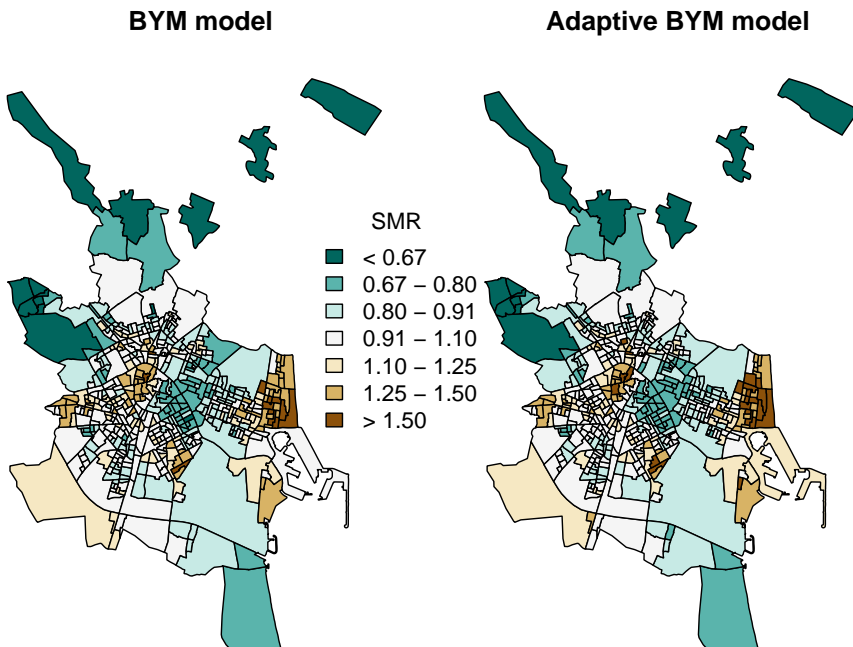 BYM model
Adaptive BYM model
SMR
< 0.67
0.67 – 0.80
0.80 – 0.91
0.91 – 1.10
1.10 – 1.25
1.25 – 1.50
> 1.50